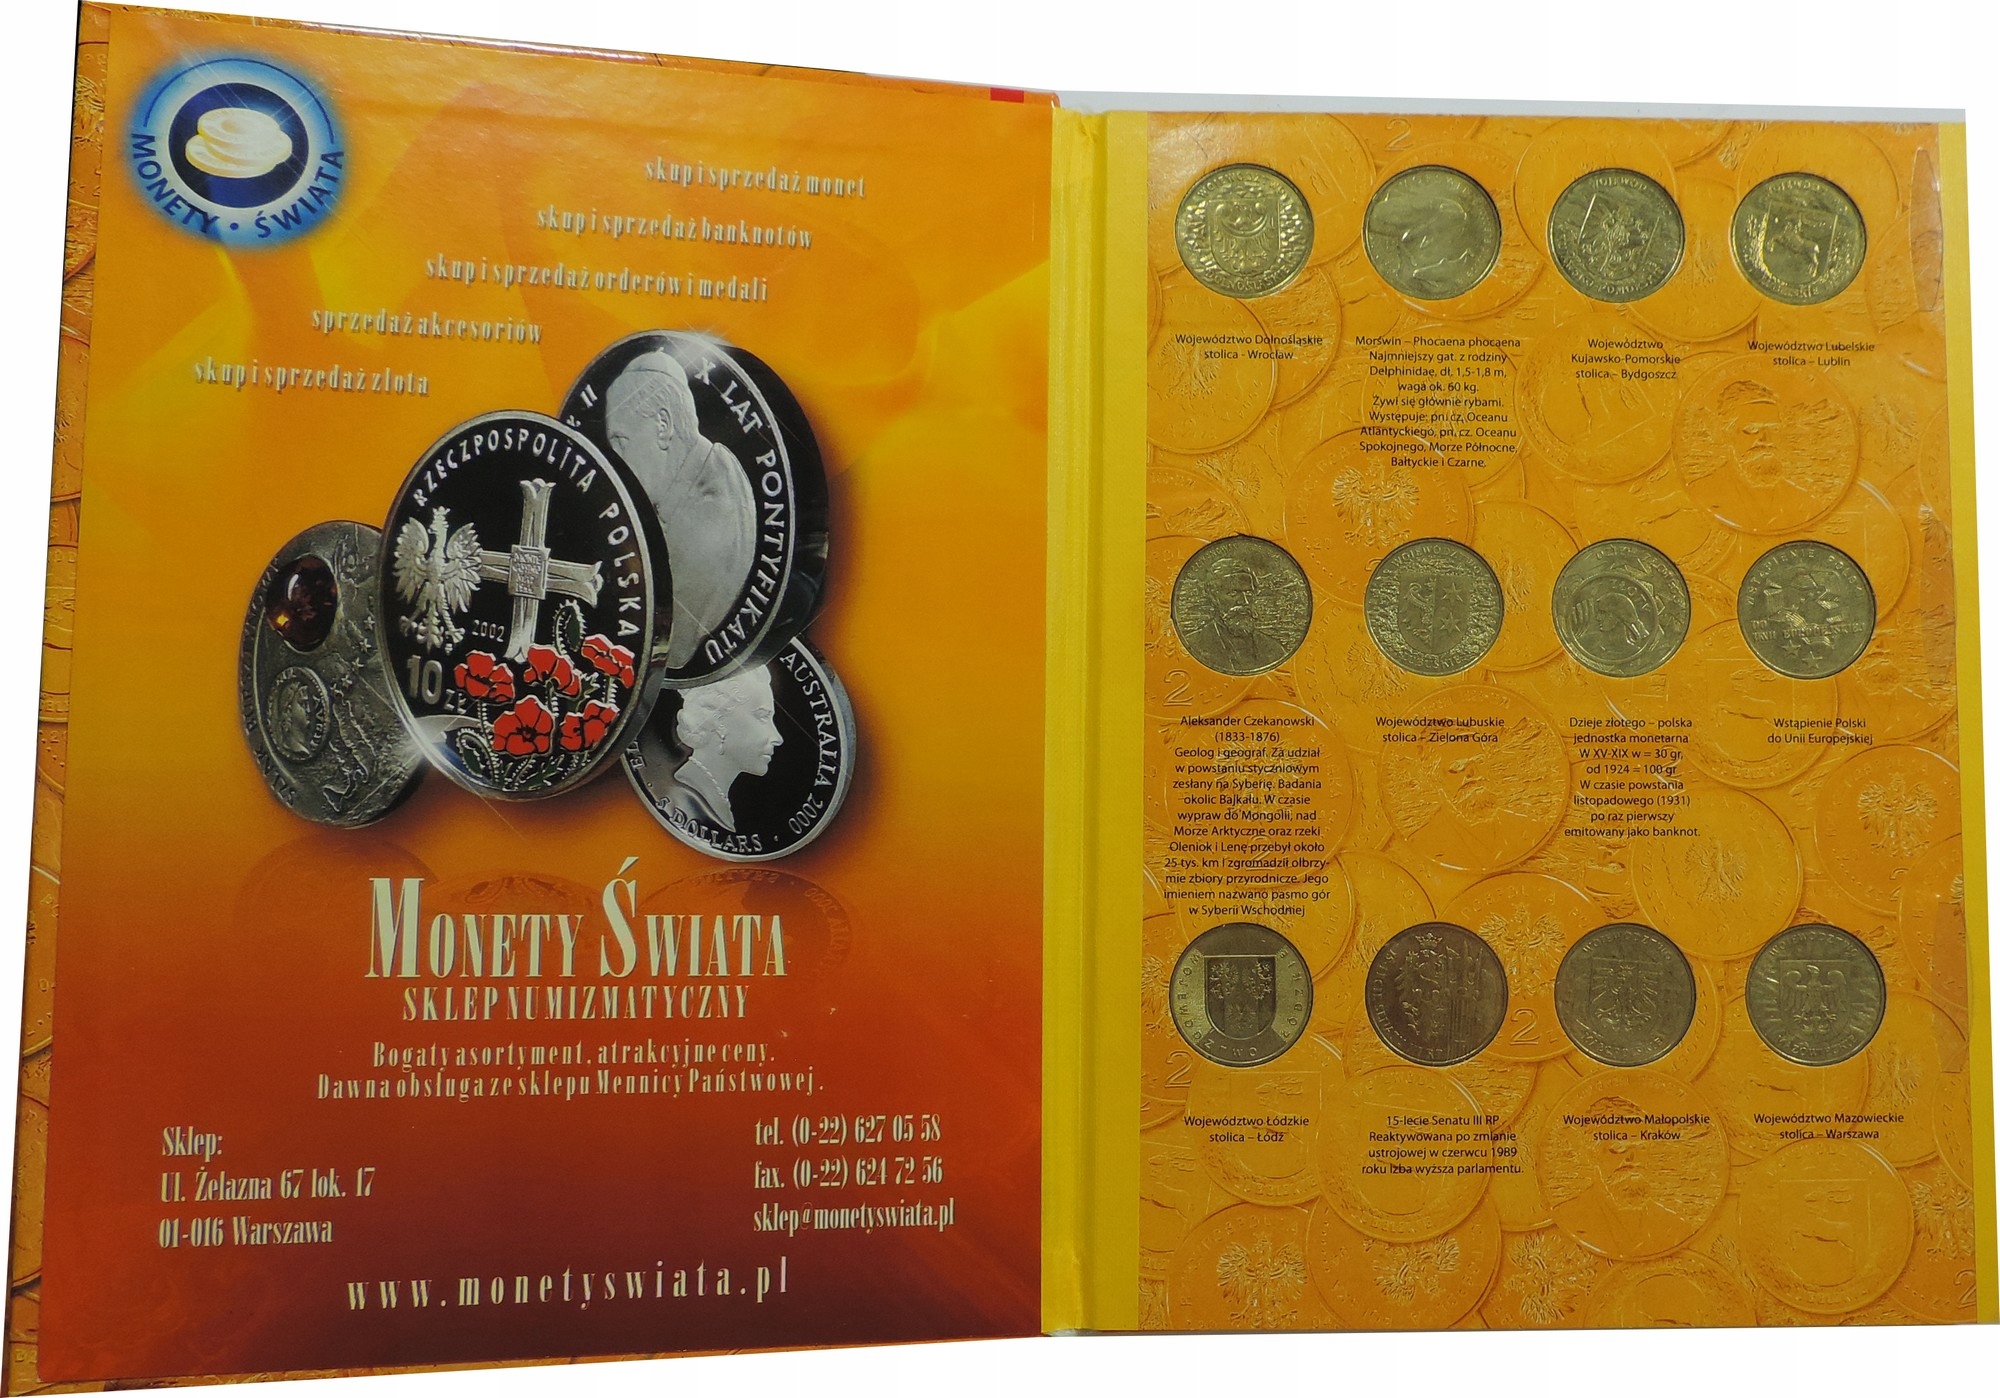 MONETY • ŚWIATA
skup i sprzedaż monet
skup i sprzedaż banknotów
skup i sprzedaż orderów i medali
sprzedaż akcesoriów
skup i sprzedaż złota
RZECZPOSPOLITA POLSKA
2002
10 ZŁ
X LAT PONTYFIKATU
AUSTRALIA 2000
5 DOLLARS
MONETY ŚWIATA
SKLEP NUMIZMATYCZNY
Bogaty asortyment, atrakcyjne ceny.
Dawna obsługa ze sklepu Mennicy Państwowej.
Sklep:
Ul. Żelazna 67 lok. 17
01-016 Warszawa
tel. (0-22) 627 05 58
fax. (0-22) 624 72 56
sklep@monetyswiata.pl
www.monetyswiata.pl
Województwo Dolnośląskie
stolica - Wrocław
Morświn – Phocaena phocaena
Najmniejszy gat. z rodziny
Delphinidae, dł. 1,5-1,8 m,
waga ok. 60 kg.
Żywi się głównie rybami.
Występuje: pn. cz. Oceanu
Atlantyckiego, pn. cz. Oceanu
Spokojnego, Morze Północne,
Bałtyckie i Czarne.
Województwo
Kujawsko-Pomorskie
stolica – Bydgoszcz
Województwo Lubelskie
stolica – Lublin
Aleksander Czekanowski
(1833-1876)
Geolog i geograf. Za udział
w powstaniu styczniowym
zesłany na Syberię. Badania
okolic Bajkału. W czasie
wypraw do Mongolii, nad
Morze Arktyczne oraz rzeki
Oleniok i Lenę przebył około
25 tys. km i zgromadził olbrzy-
mie zbiory przyrodnicze. Jego
imieniem nazwano pasmo gór
w Syberii Wschodniej
Województwo Lubuskie
stolica – Zielona Góra
Dzieje złotego – polska
jednostka monetarna
W XV-XIX w = 30 gr,
od 1924 = 100 gr
W czasie powstania
listopadowego (1931)
po raz pierwszy
emitowany jako banknot.
Wstąpienie Polski
do Unii Europejskiej
Województwo Łódzkie
stolica – Łódź
15-lecie Senatu III RP
Reaktywowana po zmianie
ustrojowej w czerwcu 1989
roku Izba wyższa parlamentu.
Województwo Małopolskie
stolica – Kraków
Województwo Mazowieckie
stolica – Warszawa